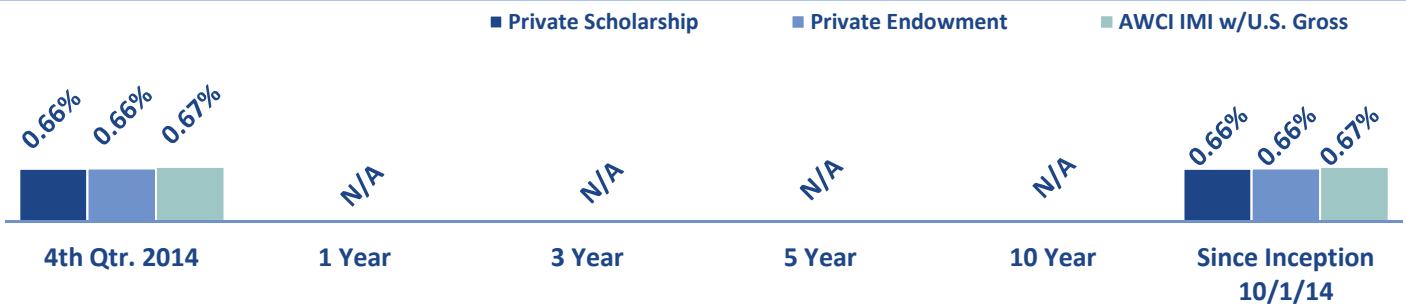 Private Scholarship Private Endowment AWCI IMI w/U.S. Gross
0.66% 0.66% 0.67% N/A N/A N/A N/A 0.66% 0.66% 0.67%
4th Qtr. 2014 1 Year 3 Year 5 Year 10 Year Since Inception
10/1/14